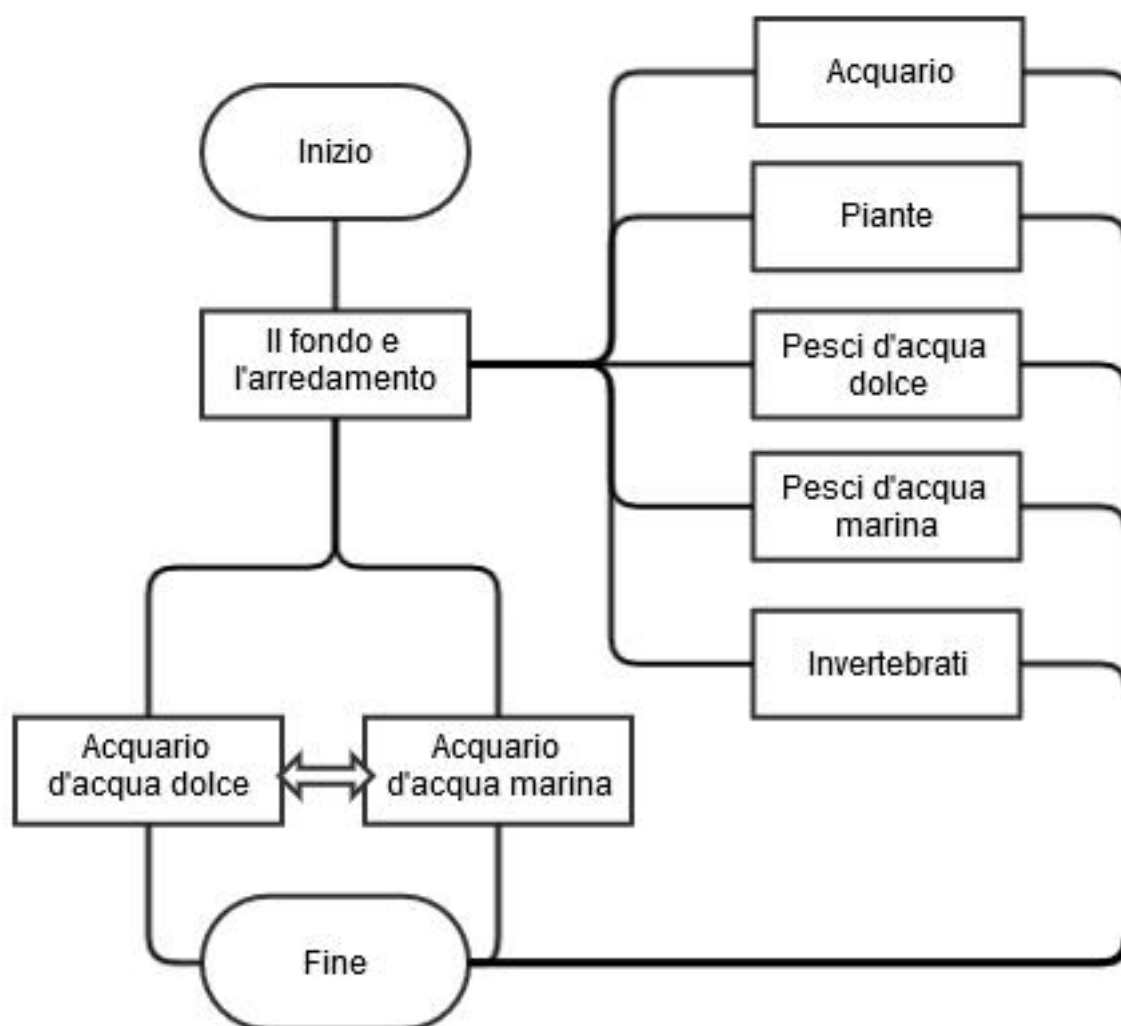 Inizio
Il fondo e
l'arredamento
Acquario
Piante
Pesci d'acqua
dolce
Pesci d'acqua
marina
Invertebrati
Acquario
d'acqua dolce
Acquario
d'acqua marina
Fine